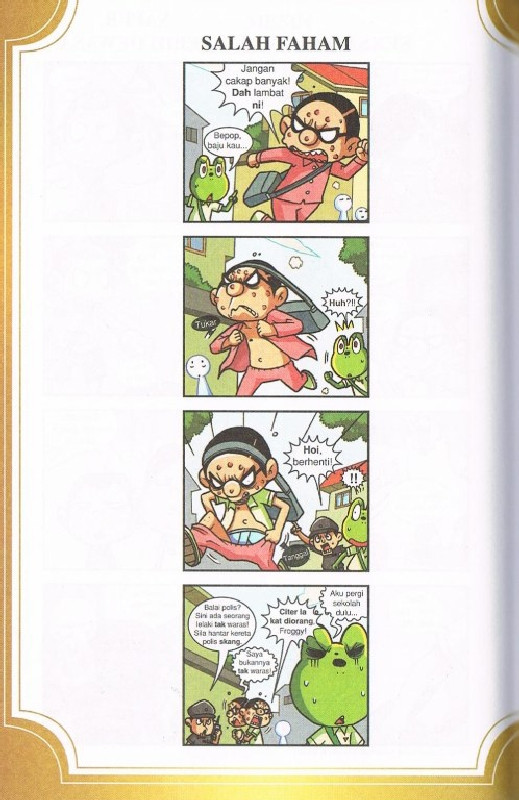 SALAH FAHAM
Jangan
cakap banyak!
Dah lambat
ni!
Bepop,
baju kau...
Tukar
Huh?!!
Hoi,
berhenti!
!!
Tanggal
Balai polis?
Sini ada seorang
lelaki tak waras!
Sila hantar kereta
polis skang.
Saya
bukannya
tak waras!
Citer la
kat diorang,
Froggy!
Aku pergi
sekolah
dulu...